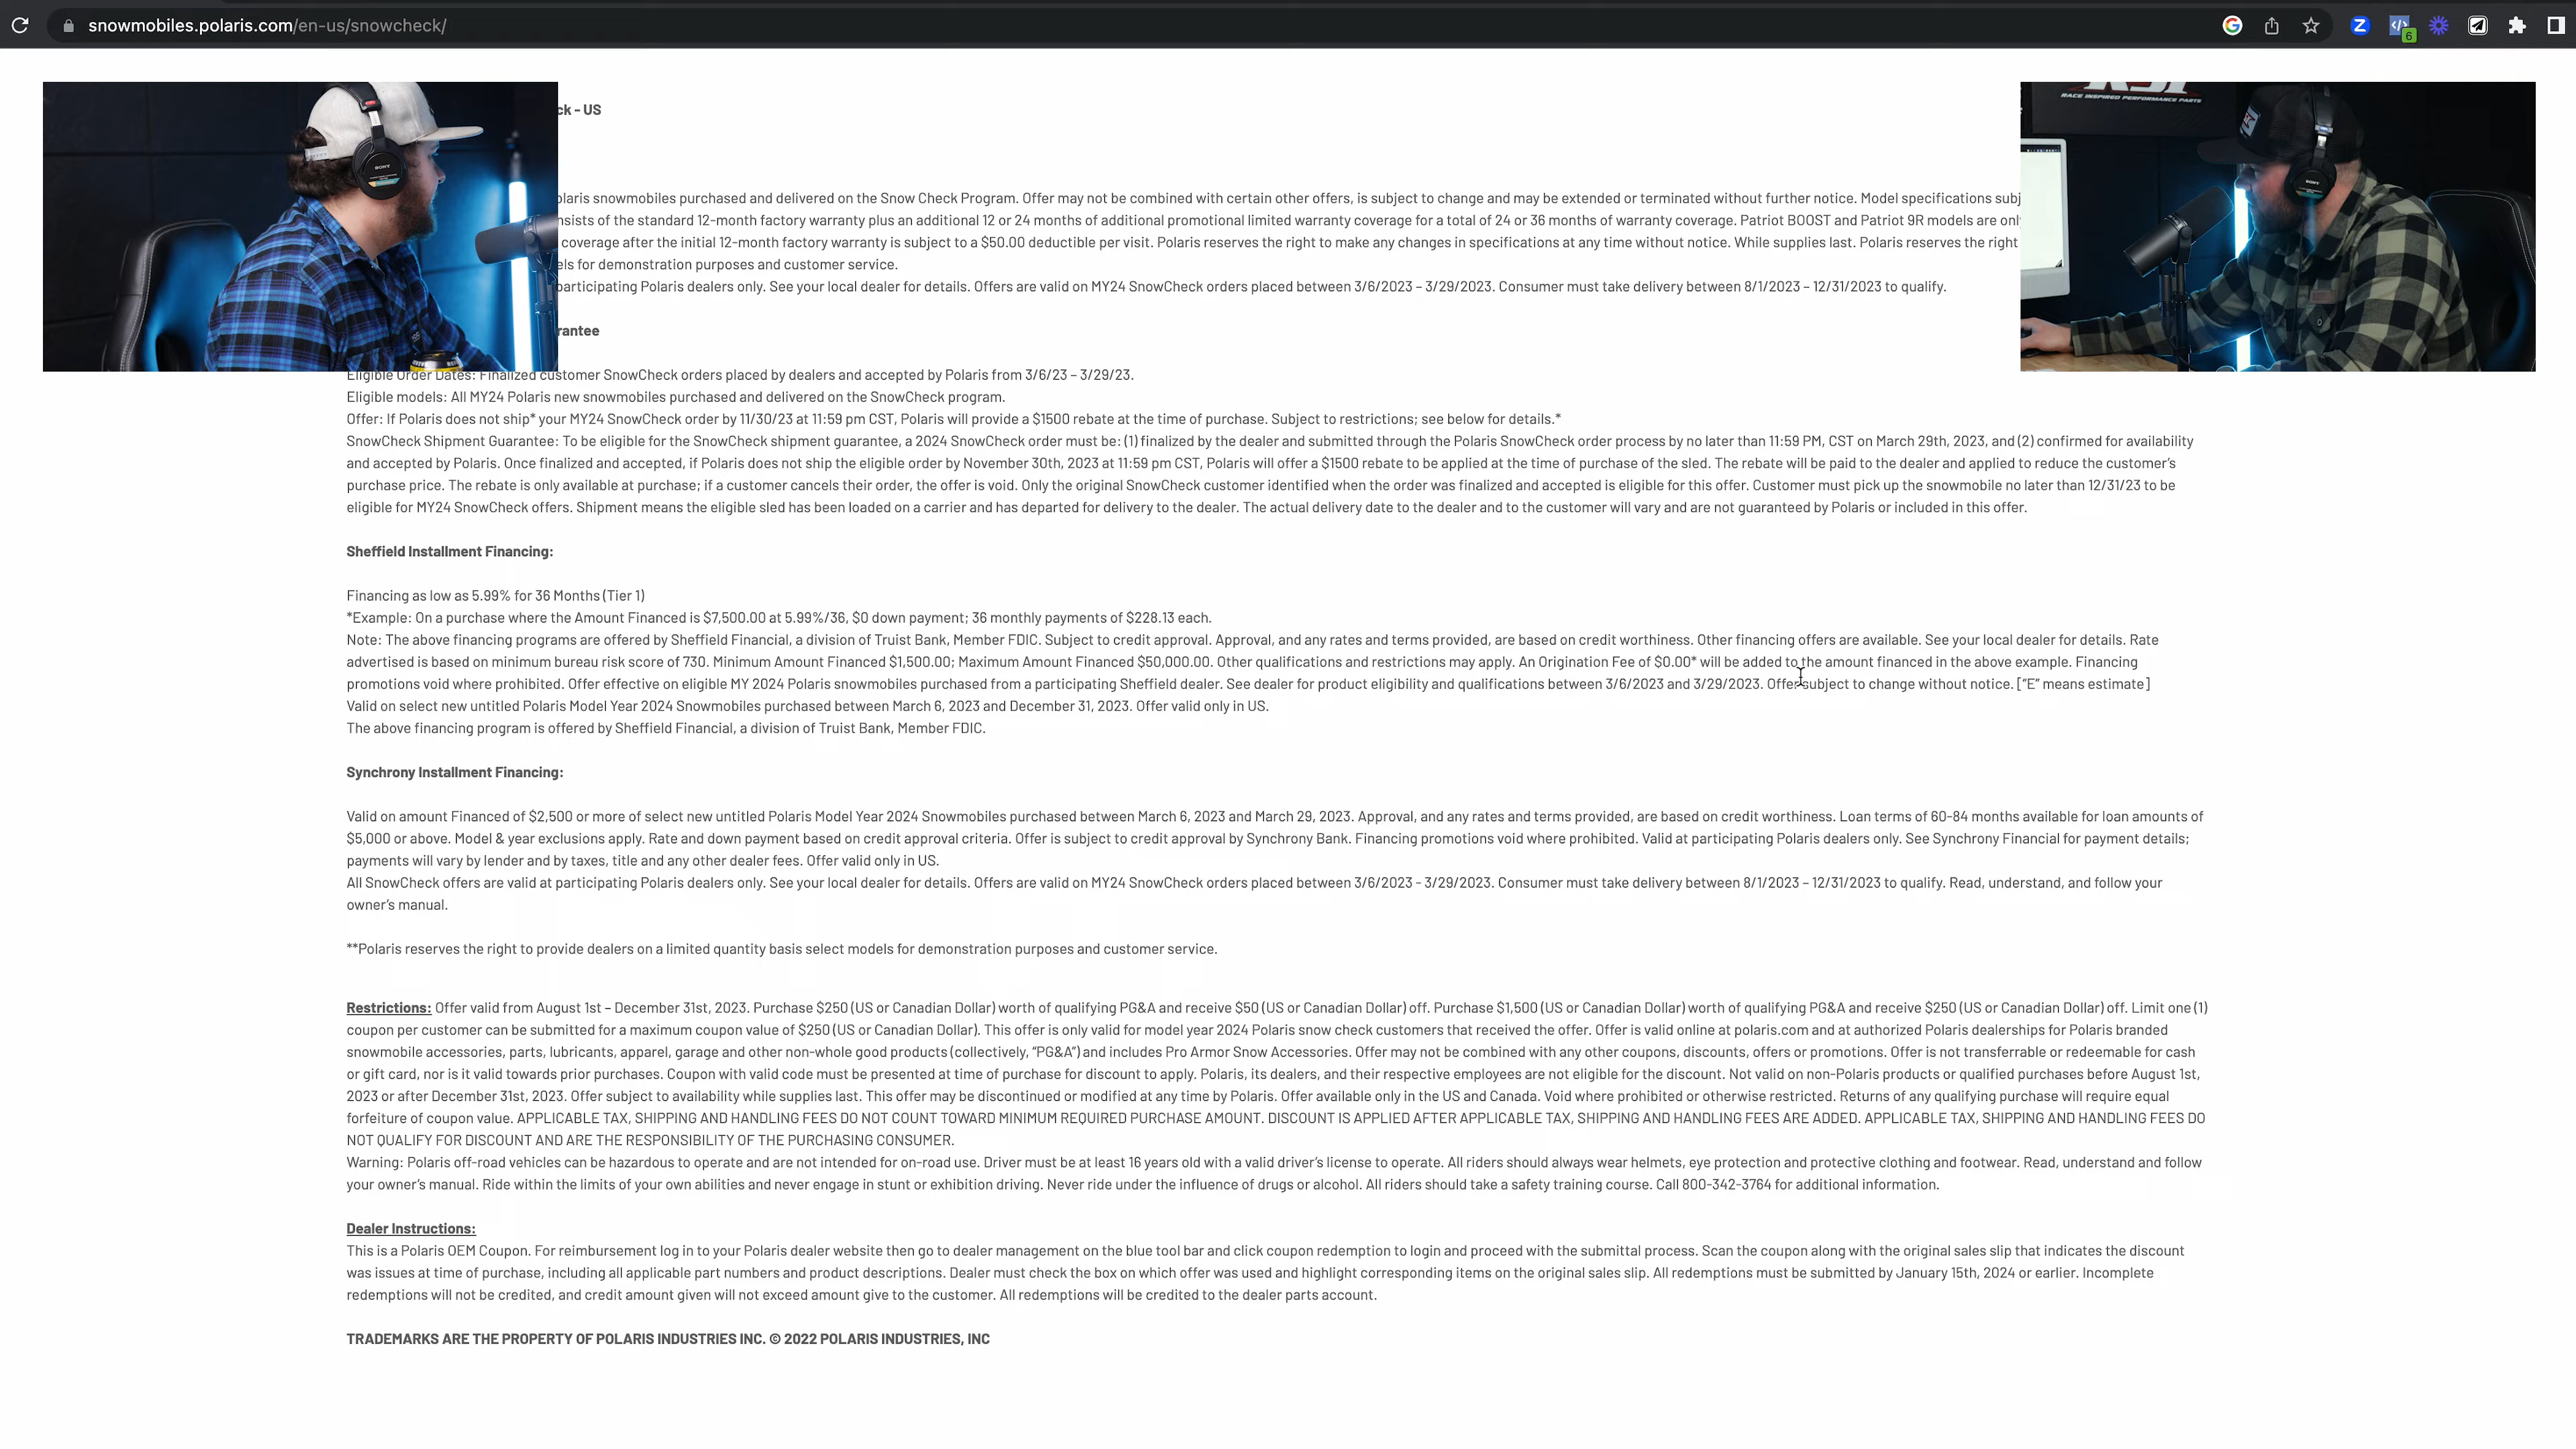 snowmobiles.polaris.com/en-us/snowcheck/
6
ck - US
SONY
RACE INSPIRED PERFORMANCE PARTS
olaris snowmobiles purchased and delivered on the Snow Check Program. Offer may not be combined with certain other offers, is subject to change and may be extended or terminated without further notice. Model specifications subj
nsists of the standard 12-month factory warranty plus an additional 12 or 24 months of additional promotional limited warranty coverage for a total of 24 or 36 months of warranty coverage. Patriot BOOST and Patriot 9R models are onl
coverage after the initial 12-month factory warranty is subject to a $50.00 deductible per visit. Polaris reserves the right to make any changes in specifications at any time without notice. While supplies last. Polaris reserves the right
els for demonstration purposes and customer service.
participating Polaris dealers only. See your local dealer for details. Offers are valid on MY24 SnowCheck orders placed between 3/6/2023 – 3/29/2023. Consumer must take delivery between 8/1/2023 – 12/31/2023 to qualify.
rantee
Eligible Order Dates: Finalized customer SnowCheck orders placed by dealers and accepted by Polaris from 3/6/23 – 3/29/23.
Eligible models: All MY24 Polaris new snowmobiles purchased and delivered on the SnowCheck program.
Offer: If Polaris does not ship* your MY24 SnowCheck order by 11/30/23 at 11:59 pm CST, Polaris will provide a $1500 rebate at the time of purchase. Subject to restrictions; see below for details.*
SnowCheck Shipment Guarantee: To be eligible for the SnowCheck shipment guarantee, a 2024 SnowCheck order must be: (1) finalized by the dealer and submitted through the Polaris SnowCheck order process by no later than 11:59 PM, CST on March 29th, 2023, and (2) confirmed for availability
and accepted by Polaris. Once finalized and accepted, if Polaris does not ship the eligible order by November 30th, 2023 at 11:59 pm CST, Polaris will offer a $1500 rebate to be applied at the time of purchase of the sled. The rebate will be paid to the dealer and applied to reduce the customer's
purchase price. The rebate is only available at purchase; if a customer cancels their order, the offer is void. Only the original SnowCheck customer identified when the order was finalized and accepted is eligible for this offer. Customer must pick up the snowmobile no later than 12/31/23 to be
eligible for MY24 SnowCheck offers. Shipment means the eligible sled has been loaded on a carrier and has departed for delivery to the dealer. The actual delivery date to the dealer and to the customer will vary and are not guaranteed by Polaris or included in this offer.
Sheffield Installment Financing:
Financing as low as 5.99% for 36 Months (Tier 1)
*Example: On a purchase where the Amount Financed is $7,500.00 at 5.99%/36, $0 down payment; 36 monthly payments of $228.13 each.
Note: The above financing programs are offered by Sheffield Financial, a division of Truist Bank, Member FDIC. Subject to credit approval. Approval, and any rates and terms provided, are based on credit worthiness. Other financing offers are available. See your local dealer for details. Rate
advertised is based on minimum bureau risk score of 730. Minimum Amount Financed $1,500.00; Maximum Amount Financed $50,000.00. Other qualifications and restrictions may apply. An Origination Fee of $0.00* will be added to the amount financed in the above example. Financing
promotions void where prohibited. Offer effective on eligible MY 2024 Polaris snowmobiles purchased from a participating Sheffield dealer. See dealer for product eligibility and qualifications between 3/6/2023 and 3/29/2023. Offer subject to change without notice. ["E" means estimate]
Valid on select new untitled Polaris Model Year 2024 Snowmobiles purchased between March 6, 2023 and December 31, 2023. Offer valid only in US.
The above financing program is offered by Sheffield Financial, a division of Truist Bank, Member FDIC.
Synchrony Installment Financing:
Valid on amount Financed of $2,500 or more of select new untitled Polaris Model Year 2024 Snowmobiles purchased between March 6, 2023 and March 29, 2023. Approval, and any rates and terms provided, are based on credit worthiness. Loan terms of 60-84 months available for loan amounts of
$5,000 or above. Model & year exclusions apply. Rate and down payment based on credit approval criteria. Offer is subject to credit approval by Synchrony Bank. Financing promotions void where prohibited. Valid at participating Polaris dealers only. See Synchrony Financial for payment details;
payments will vary by lender and by taxes, title and any other dealer fees. Offer valid only in US.
All SnowCheck offers are valid at participating Polaris dealers only. See your local dealer for details. Offers are valid on MY24 SnowCheck orders placed between 3/6/2023 - 3/29/2023. Consumer must take delivery between 8/1/2023 – 12/31/2023 to qualify. Read, understand, and follow your
owner's manual.
**Polaris reserves the right to provide dealers on a limited quantity basis select models for demonstration purposes and customer service.
Restrictions: Offer valid from August 1st – December 31st, 2023. Purchase $250 (US or Canadian Dollar) worth of qualifying PG&A and receive $50 (US or Canadian Dollar) off. Purchase $1,500 (US or Canadian Dollar) worth of qualifying PG&A and receive $250 (US or Canadian Dollar) off. Limit one (1)
coupon per customer can be submitted for a maximum coupon value of $250 (US or Canadian Dollar). This offer is only valid for model year 2024 Polaris snow check customers that received the offer. Offer is valid online at polaris.com and at authorized Polaris dealerships for Polaris branded
snowmobile accessories, parts, lubricants, apparel, garage and other non-whole good products (collectively, "PG&A") and includes Pro Armor Snow Accessories. Offer may not be combined with any other coupons, discounts, offers or promotions. Offer is not transferrable or redeemable for cash
or gift card, nor is it valid towards prior purchases. Coupon with valid code must be presented at time of purchase for discount to apply. Polaris, its dealers, and their respective employees are not eligible for the discount. Not valid on non-Polaris products or qualified purchases before August 1st,
2023 or after December 31st, 2023. Offer subject to availability while supplies last. This offer may be discontinued or modified at any time by Polaris. Offer available only in the US and Canada. Void where prohibited or otherwise restricted. Returns of any qualifying purchase will require equal
forfeiture of coupon value. APPLICABLE TAX, SHIPPING AND HANDLING FEES DO NOT COUNT TOWARD MINIMUM REQUIRED PURCHASE AMOUNT. DISCOUNT IS APPLIED AFTER APPLICABLE TAX, SHIPPING AND HANDLING FEES ARE ADDED. APPLICABLE TAX, SHIPPING AND HANDLING FEES DO
NOT QUALIFY FOR DISCOUNT AND ARE THE RESPONSIBILITY OF THE PURCHASING CONSUMER.
Warning: Polaris off-road vehicles can be hazardous to operate and are not intended for on-road use. Driver must be at least 16 years old with a valid driver's license to operate. All riders should always wear helmets, eye protection and protective clothing and footwear. Read, understand and follow
your owner's manual. Ride within the limits of your own abilities and never engage in stunt or exhibition driving. Never ride under the influence of drugs or alcohol. All riders should take a safety training course. Call 800-342-3764 for additional information.
Dealer Instructions:
This is a Polaris OEM Coupon. For reimbursement log in to your Polaris dealer website then go to dealer management on the blue tool bar and click coupon redemption to login and proceed with the submittal process. Scan the coupon along with the original sales slip that indicates the discount
was issues at time of purchase, including all applicable part numbers and product descriptions. Dealer must check the box on which offer was used and highlight corresponding items on the original sales slip. All redemptions must be submitted by January 15th, 2024 or earlier. Incomplete
redemptions will not be credited, and credit amount given will not exceed amount give to the customer. All redemptions will be credited to the dealer parts account.
TRADEMARKS ARE THE PROPERTY OF POLARIS INDUSTRIES INC. © 2022 POLARIS INDUSTRIES, INC